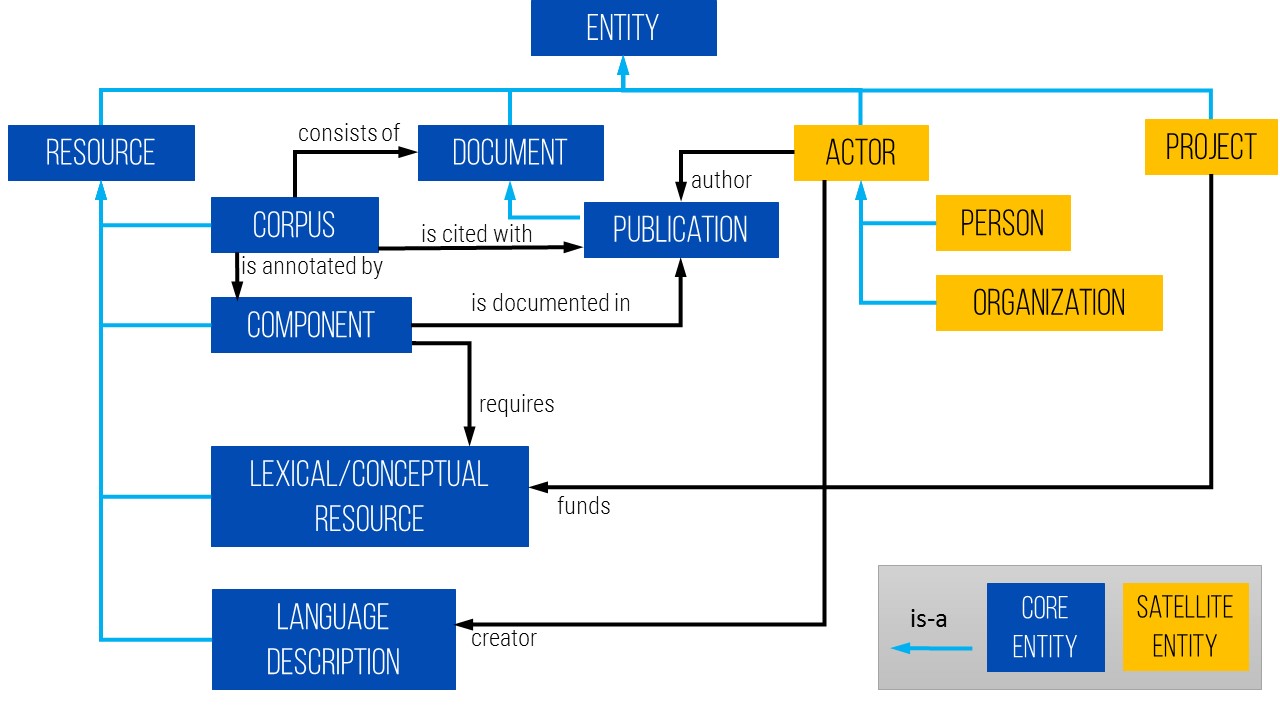 ENTITY
RESOURCE
consists of
DOCUMENT
ACTOR
PROJECT
author
CORPUS
is cited with
PUBLICATION
PERSON
is annotated by
COMPONENT
is documented in
ORGANIZATION
requires
LEXICAL/CONCEPTUAL
RESOURCE
funds
LANGUAGE
DESCRIPTION
creator
is-a
CORE
ENTITY
SATELLITE
ENTITY